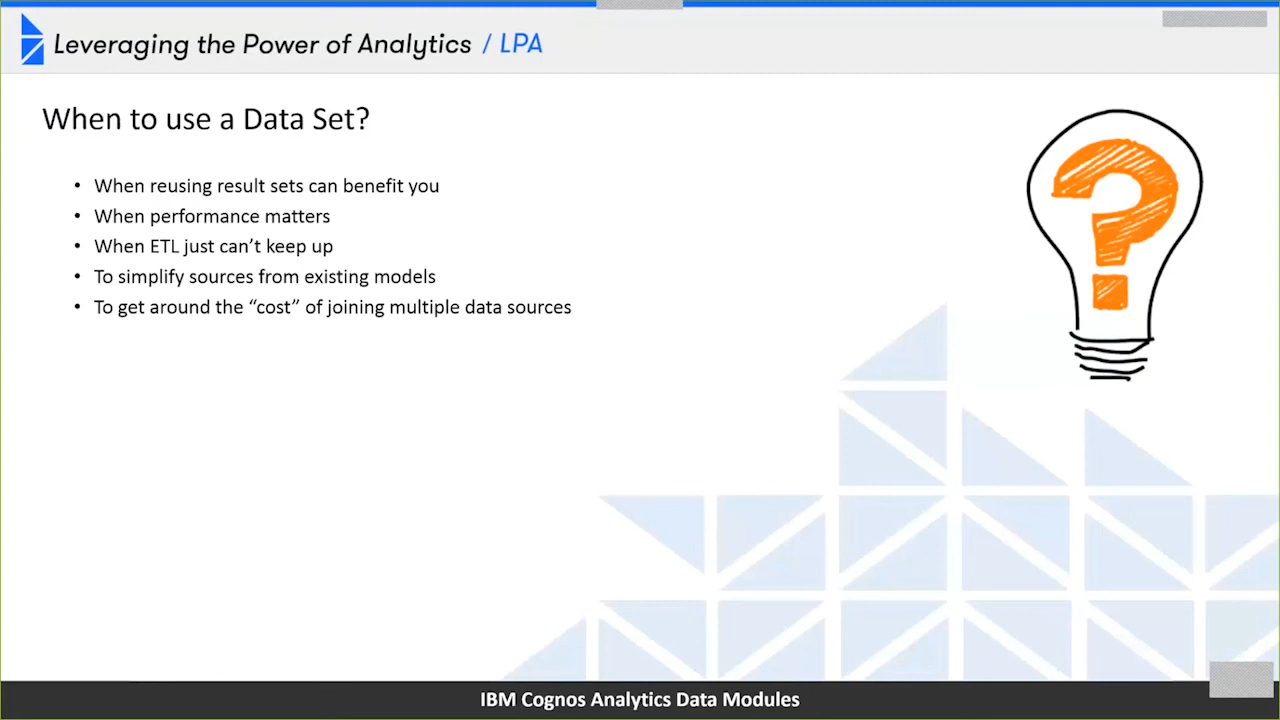 Leveraging the Power of Analytics / LPA
When to use a Data Set?
• When reusing result sets can benefit you
• When performance matters
• When ETL just can’t keep up
• To simplify sources from existing models
• To get around the “cost” of joining multiple data sources
?
IBM Cognos Analytics Data Modules